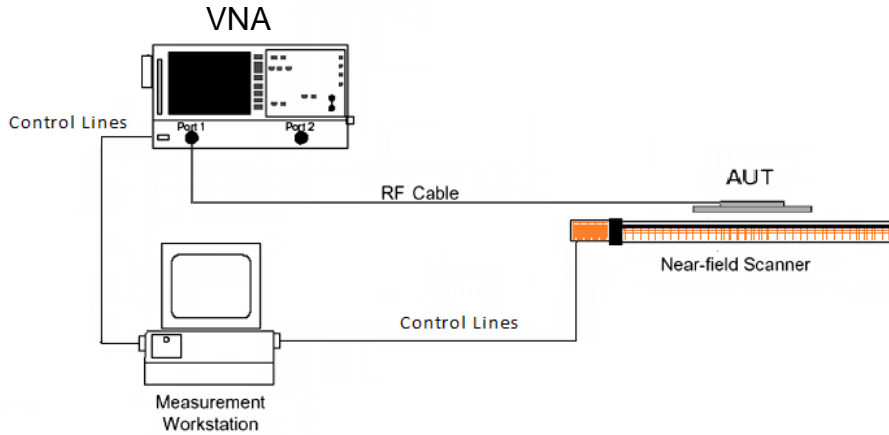 VNA
Control Lines
Port 1
Port 2
RF Cable
AUT
Near-field Scanner
Control Lines
Measurement
Workstation